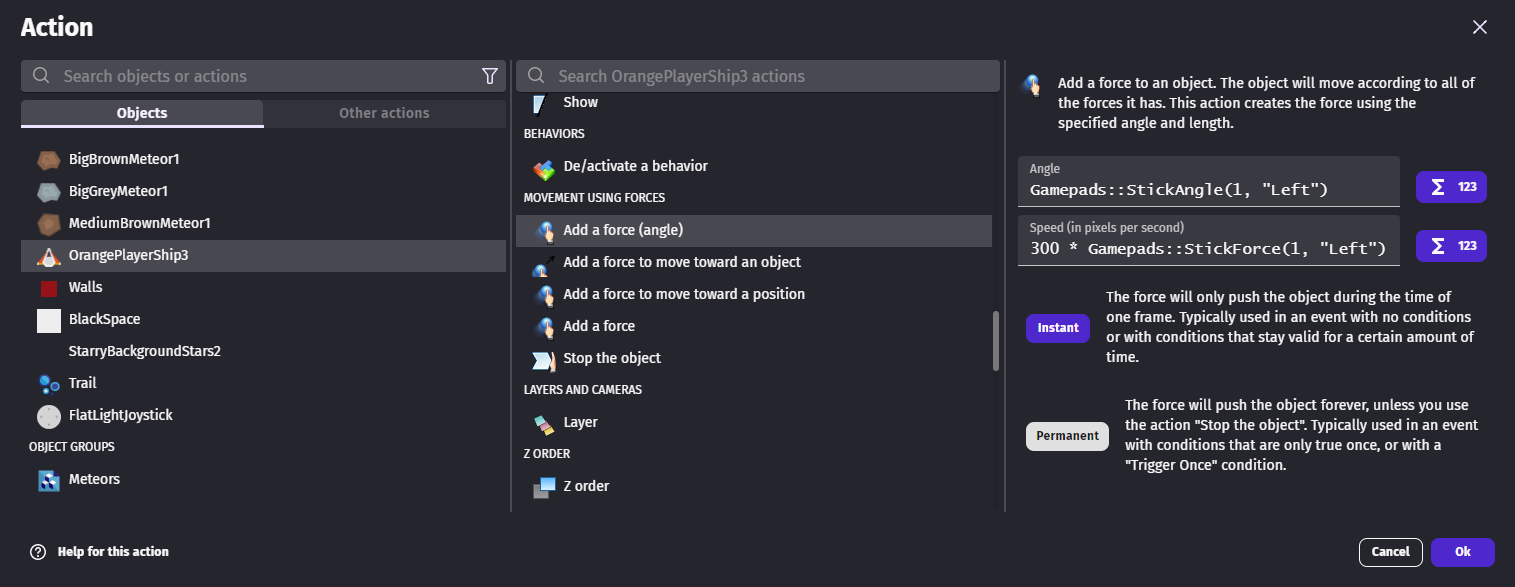 Action
Search objects or actions
Objects
Other actions
BigBrownMeteor1
BigGreyMeteor1
MediumBrownMeteor1
OrangePlayerShip3
Walls
BlackSpace
StarryBackgroundStars2
Trail
FlatLightJoystick
OBJECT GROUPS
Meteors
Search OrangePlayerShip3 actions
Show
BEHAVIORS
De/activate a behavior
MOVEMENT USING FORCES
Add a force (angle)
Add a force to move toward an object
Add a force to move toward a position
Add a force
Stop the object
LAYERS AND CAMERAS
Layer
Z ORDER
Z order
Add a force to an object. The object will move according to all of
the forces it has. This action creates the force using the
specified angle and length.
Angle
Gamepads::StickAngle(1, "Left")
Σ 123
Speed (in pixels per second)
300 * Gamepads::StickForce(1, "Left")
Σ 123
Instant
The force will only push the object during the time of
one frame. Typically used in an event with no conditions
or with conditions that stay valid for a certain amount of
time.
Permanent
The force will push the object forever, unless you use
the action "Stop the object". Typically used in an event
with conditions that are only true once, or with a
"Trigger Once" condition.
Help for this action
Cancel
Ok